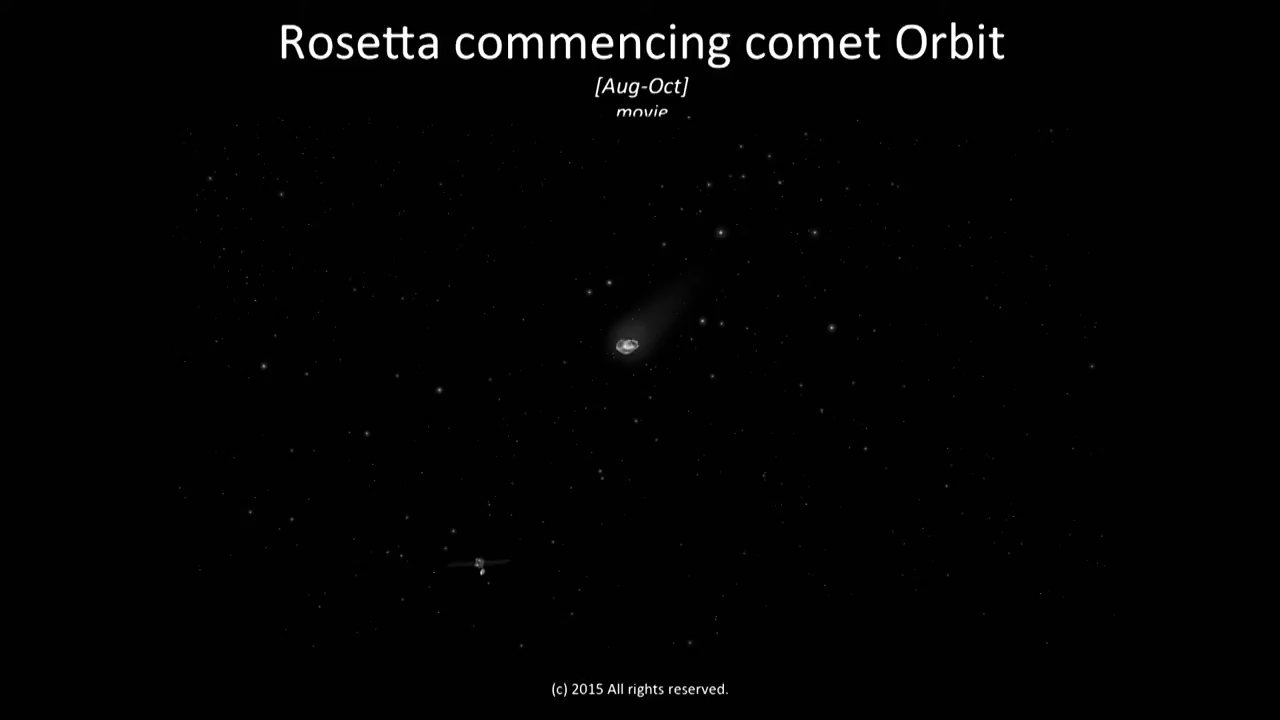 Rosetta commencing comet Orbit
[Aug-Oct]
movie
(c) 2015 All rights reserved.